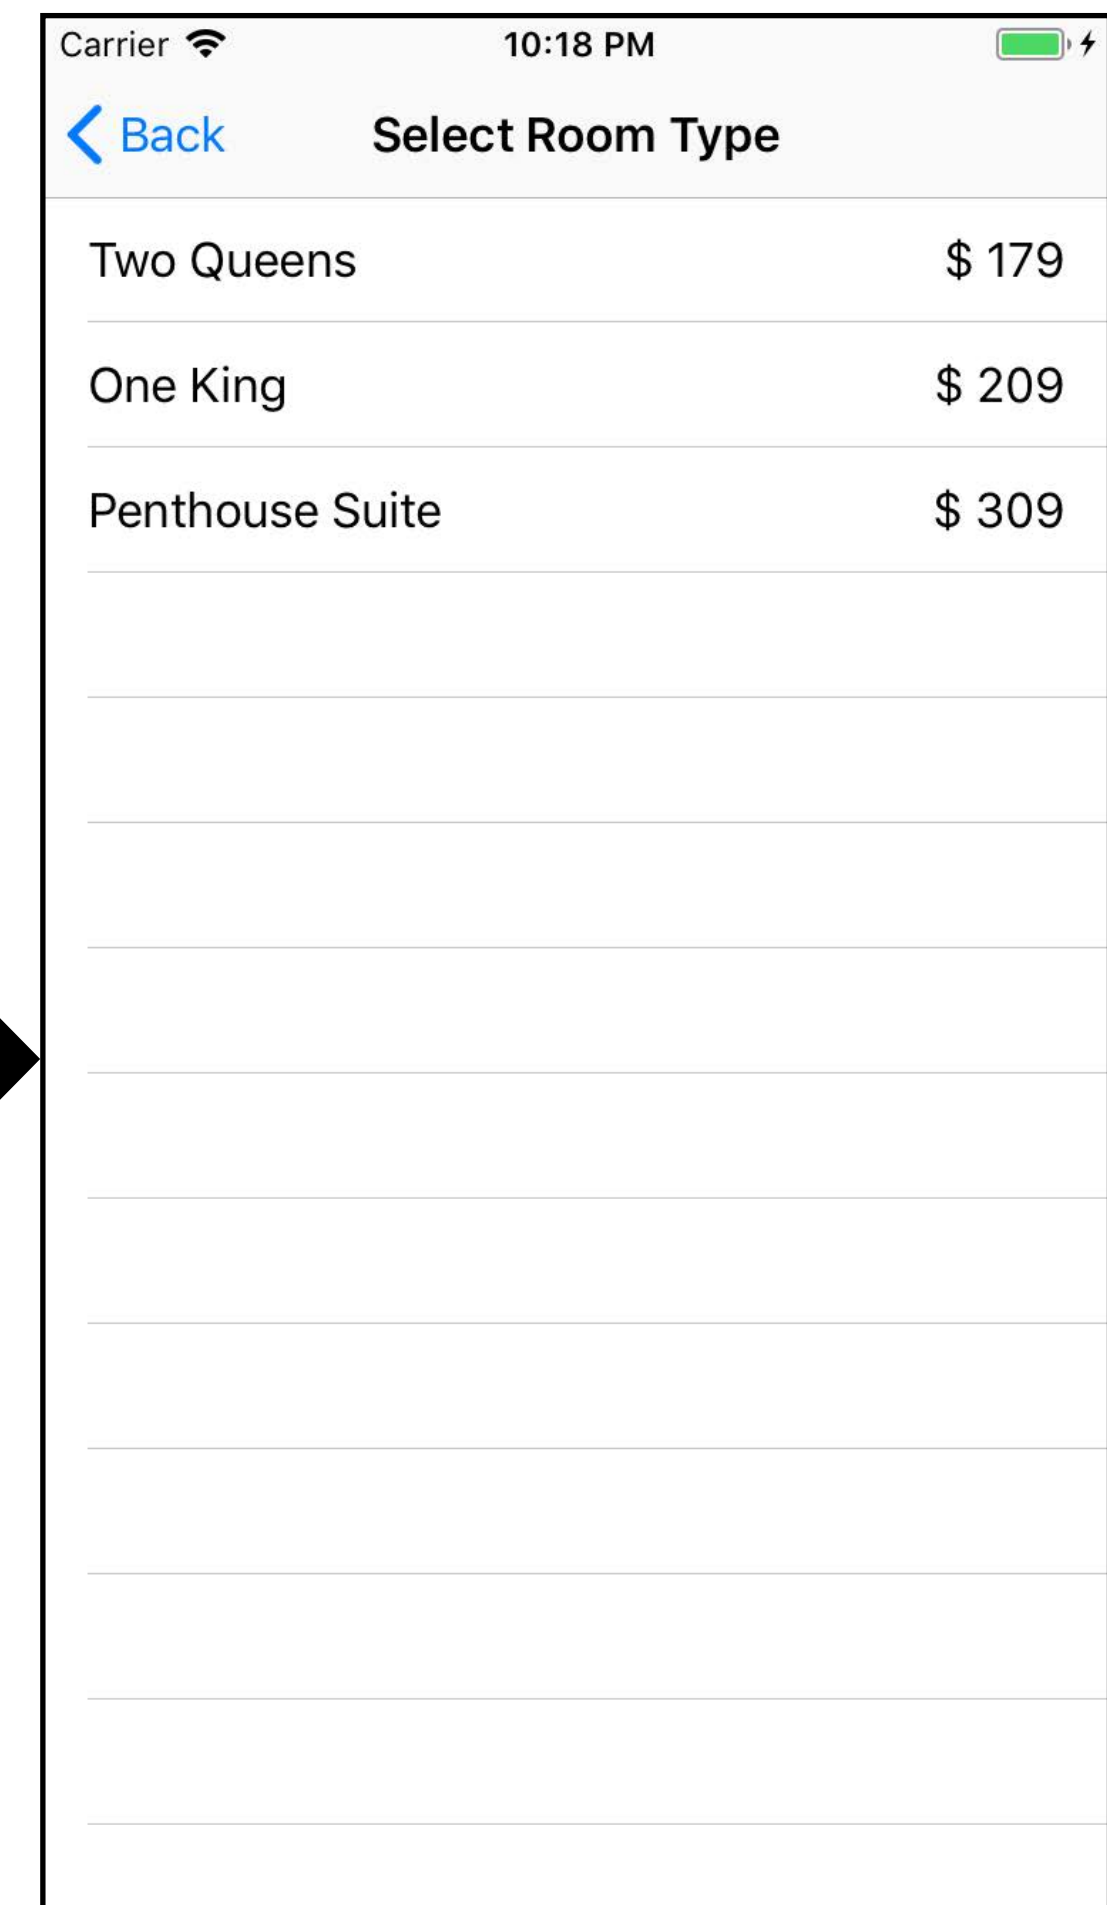 Carrier 10:18 PM
Back Select Room Type
Two Queens $ 179
One King $ 209
Penthouse Suite $ 309